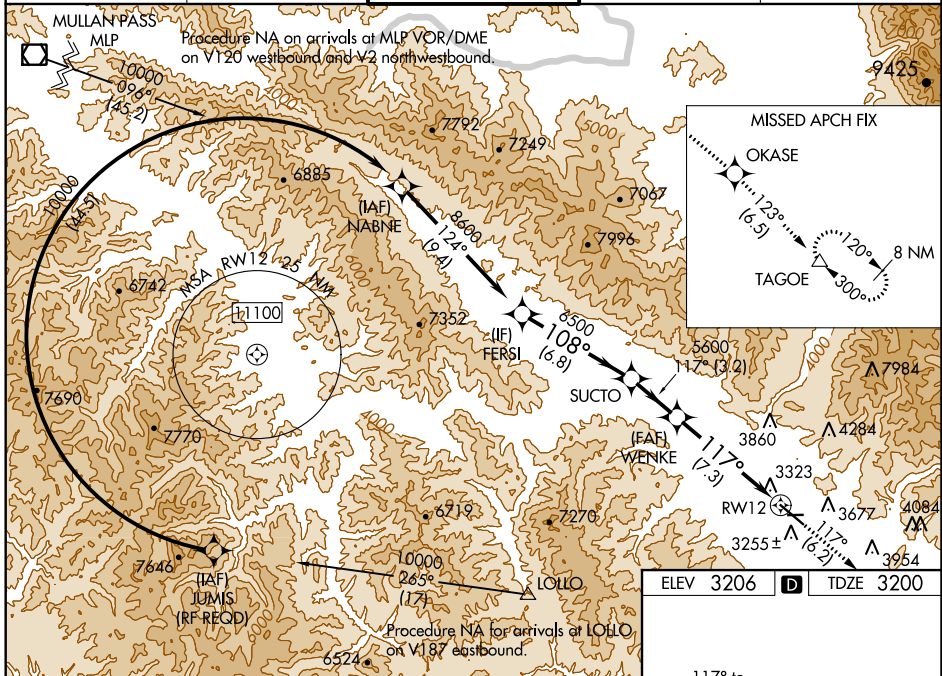 MULLAN PASS
MLP
Procedure NA on arrivals at MLP VOR/DME
on V120 westbound and V2 northwestbound.
10000
096°
(45.2)
9425
7792
7249
5000
MISSED APCH FIX
OKASE
123°
(6.5)
120°
8 NM
TAGOE
300°
6885
7067
10000
(44.5)
(IAF)
NABNE
8600
124°
(9.4)
7996
6742
MSA RW12 25 NM
11100
7352
(IF)
FERSI
6500
108°
(6.8)
5600
117° (3.2)
SUCTO
7984
7690
7770
4000
(FAF)
WENKE
3860
4284
117°
(7.3)
3323
RW12
3677
4084
6719
7270
3255±
117°
(6.2)
3954
7646
(IAF)
JUMIS
(RF REQD)
10000
265°
(17)
LOLLO
ELEV 3206
D
TDZE 3200
Procedure NA for arrivals at LOLLO
on V187 eastbound.
6524
117° to